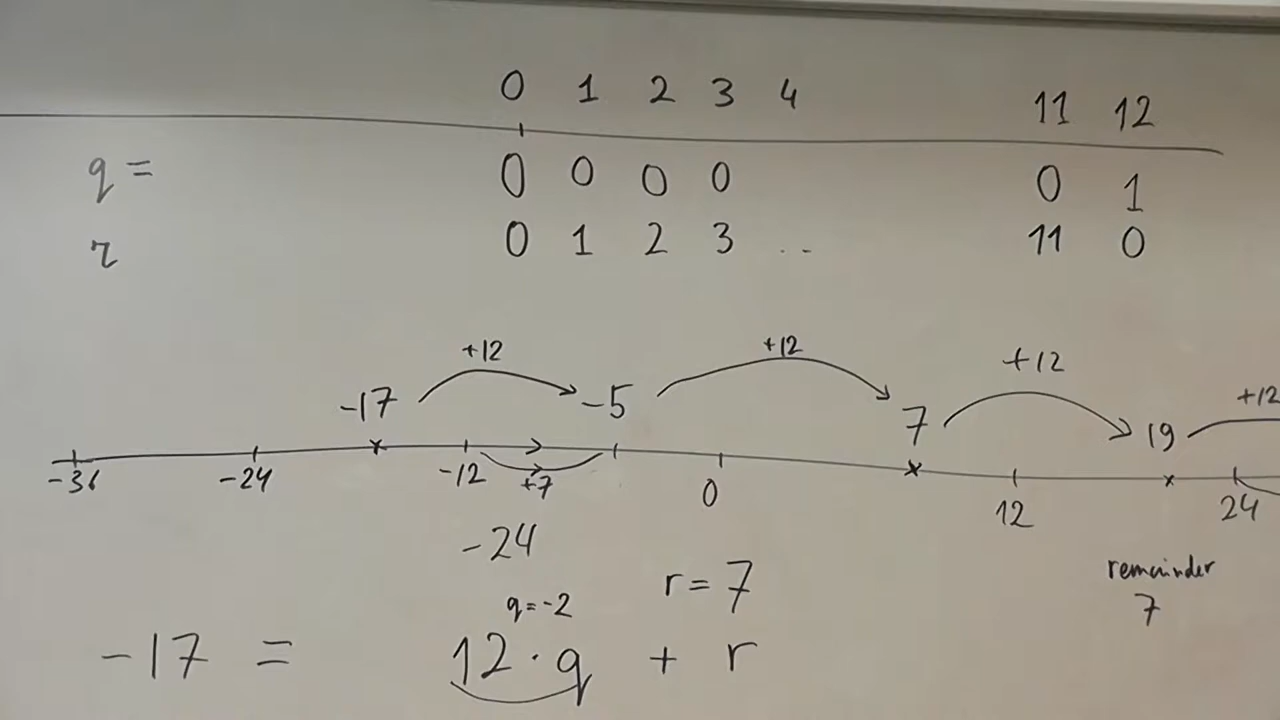 0 1 2 3 4 11 12
q = 0 0 0 0 0 1
r 0 1 2 3 .. 11 0
+12 +12 +12 +12
-17 -5 7 19
-36 -24 -12 +7 0 12 24
-24
r = 7 remainder
q = -2 7
-17 = 12 · q + r